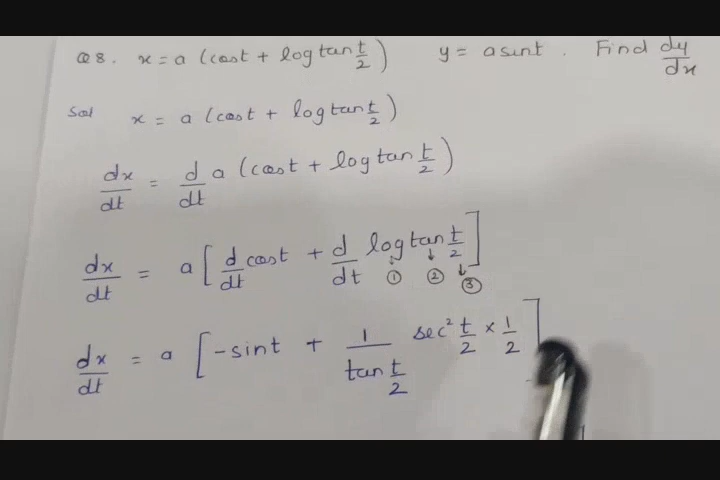 Q8. x = a (cost + log tan t/2) y = a sint . Find dy/dx
Sol x = a (cost + log tan t/2)
dx/dt = d/dt a (cost + log tan t/2)
dx/dt = a [ d/dt cost + d/dt log tan t/2 ]
① ② ③
dx/dt = a [ -sint + 1/tan t/2 sec² t/2 × 1/2 ]